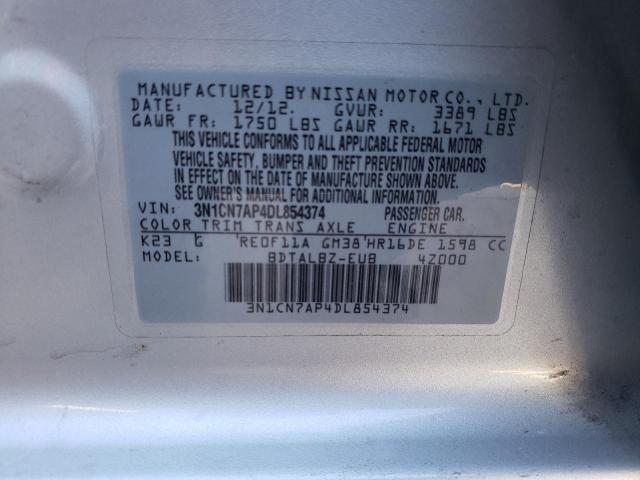 MANUFACTURED BY NISSAN MOTOR CO., LTD.
DATE: 12/12. GVWR: 3389 LBS
GAWR FR: 1750 LBS GAWR RR: 1671 LBS
THIS VEHICLE CONFORMS TO ALL APPLICABLE FEDERAL MOTOR
VEHICLE SAFETY, BUMPER AND THEFT PREVENTION STANDARDS
IN EFFECT ON THE DATE OF MANUFACTURE SHOWN ABOVE.
SEE OWNER'S MANUAL FOR ADDITIONAL INFORMATION.
VIN: 3N1CN7AP4DL854374 PASSENGER CAR.
COLOR TRIM TRANS AXLE ENGINE
K23 G RE0F11A GM38 HR16DE 1598 CC
MODEL: BDTALBZ-EUB 4Z000
3N1CN7AP4DL854374